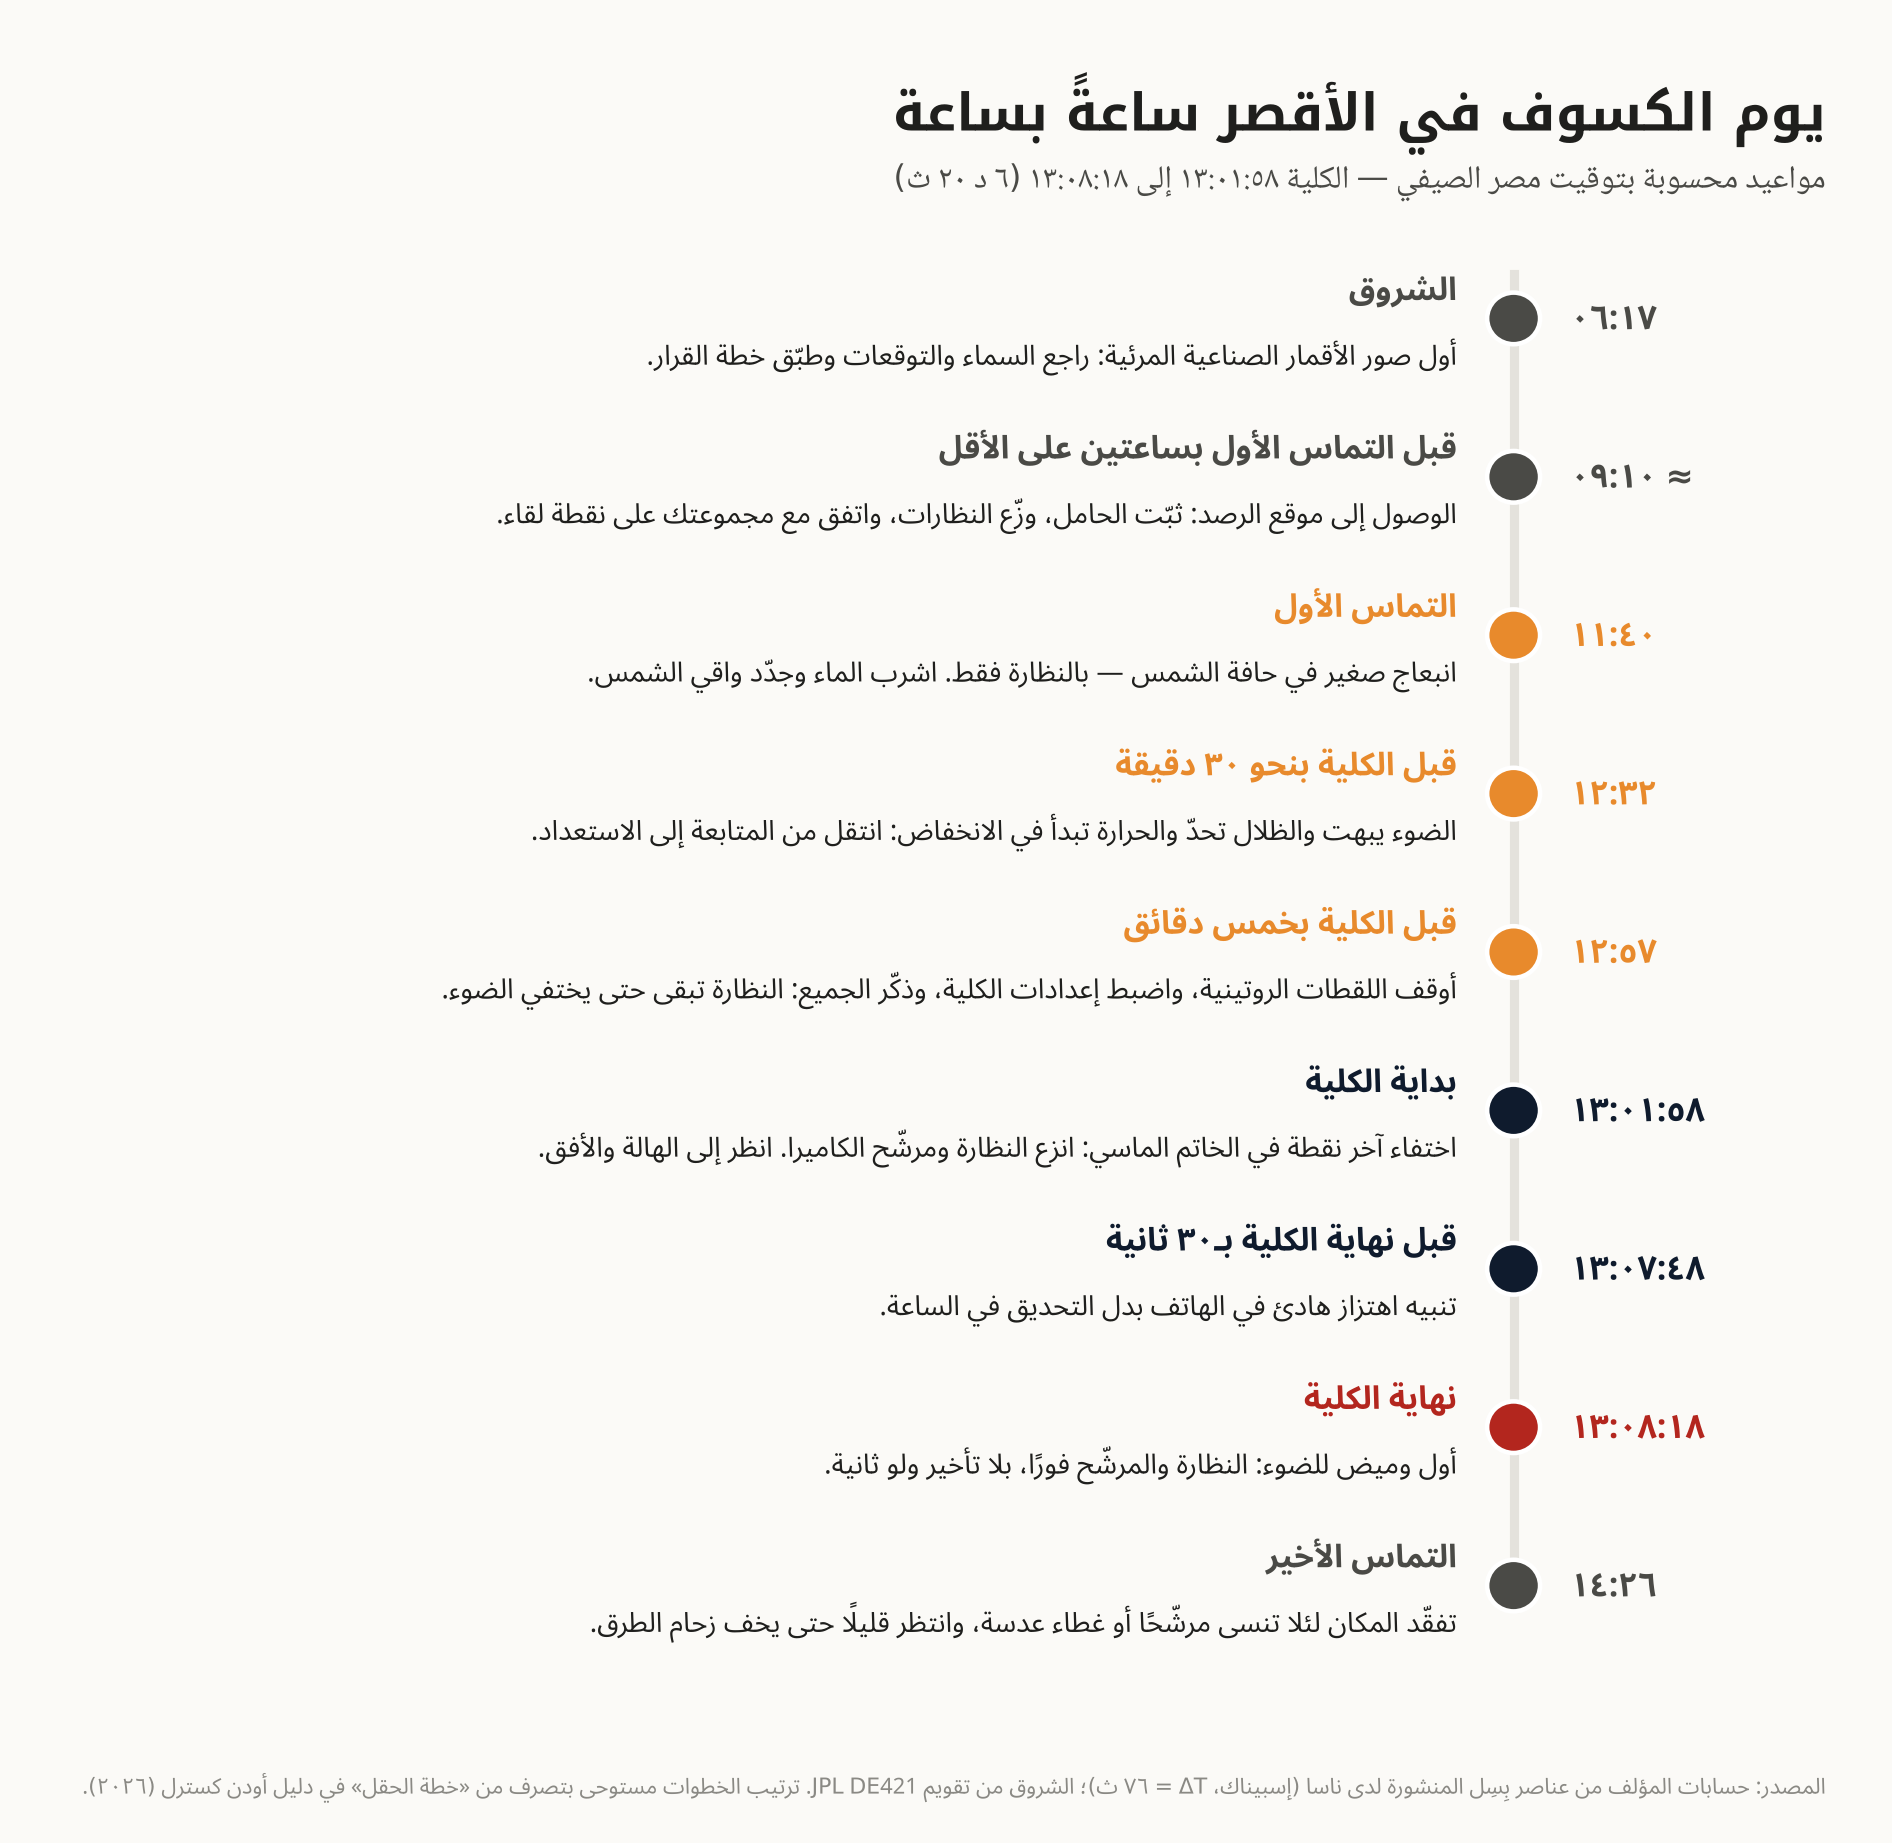 يوم الكسوف في الأقصر ساعةً بساعة
مواعيد محسوبة بتوقيت مصر الصيفي — الكلية ١٣:٠١:٥٨ إلى ١٣:٠٨:١٨ (٦ د ٢٠ ث)
٠٦:١٧
الشروق
أول صور الأقمار الصناعية المرئية: راجع السماء والتوقعات وطبّق خطة القرار.
≈ ٠٩:١٠
قبل التماس الأول بساعتين على الأقل
الوصول إلى موقع الرصد: ثبّت الحامل، وزّع النظارات، واتفق مع مجموعتك على نقطة لقاء.
١١:٤٠
التماس الأول
انبعاج صغير في حافة الشمس — بالنظارة فقط. اشرب الماء وجدّد واقي الشمس.
١٢:٣٢
قبل الكلية بنحو ٣٠ دقيقة
الضوء يبهت والظلال تحدّ والحرارة تبدأ في الانخفاض: انتقل من المتابعة إلى الاستعداد.
١٢:٥٧
قبل الكلية بخمس دقائق
أوقف اللقطات الروتينية، واضبط إعدادات الكلية، وذكّر الجميع: النظارة تبقى حتى يختفي الضوء.
١٣:٠١:٥٨
بداية الكلية
اختفاء آخر نقطة في الخاتم الماسي: انزع النظارة ومرشّح الكاميرا. انظر إلى الهالة والأفق.
١٣:٠٧:٤٨
قبل نهاية الكلية بـ٣٠ ثانية
تنبيه اهتزاز هادئ في الهاتف بدل التحديق في الساعة.
١٣:٠٨:١٨
نهاية الكلية
أول وميض للضوء: النظارة والمرشّح فورًا، بلا تأخير ولو ثانية.
١٤:٢٦
التماس الأخير
تفقّد المكان لئلا تنسى مرشّحًا أو غطاء عدسة، وانتظر قليلًا حتى يخف زحام الطرق.
المصدر: حسابات المؤلف من عناصر بِسِل المنشورة لدى ناسا (إسبيناك، ΔT = ٧٦ ث)؛ الشروق من تقويم JPL DE421. ترتيب الخطوات مستوحى بتصرف من «خطة الحقل» في دليل أودن كسترل (٢٠٢٦).